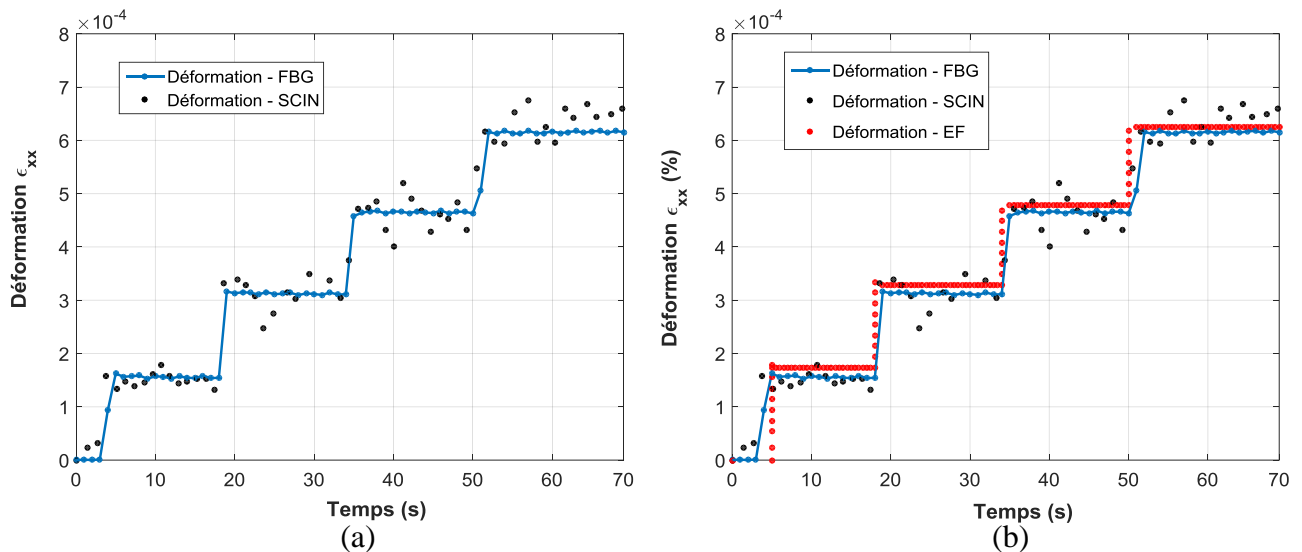 ×10⁻⁴
8
7
6
5
4
3
2
1
0
Déformation ϵxx
Déformation - FBG
Déformation - SCIN
0 10 20 30 40 50 60 70
Temps (s)
(a)
×10⁻⁴
8
7
6
5
4
3
2
1
0
Déformation ϵxx (%)
Déformation - FBG
Déformation - SCIN
Déformation - EF
0 10 20 30 40 50 60 70
Temps (s)
(b)